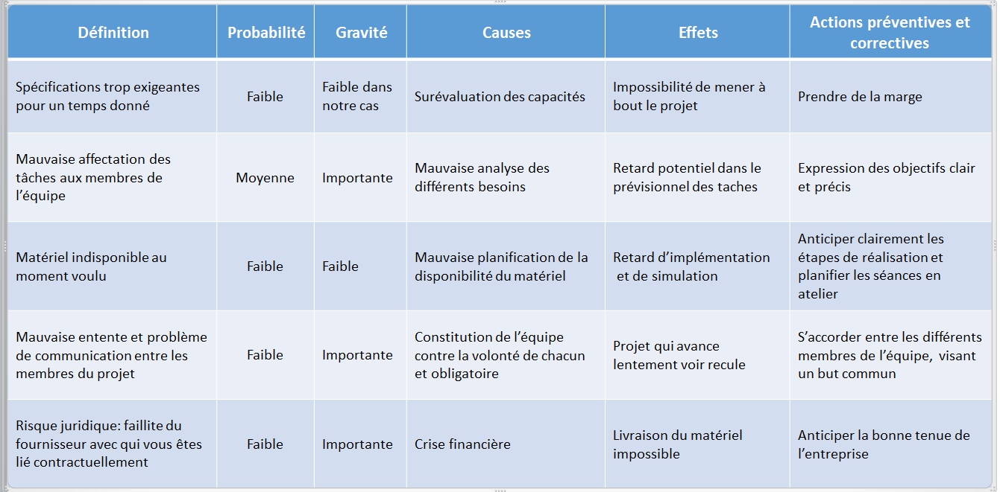 Définition
Probabilité
Gravité
Causes
Effets
Actions préventives et
correctives
Spécifications trop exigeantes
pour un temps donné
Faible
Faible dans
notre cas
Surévaluation des capacités
Impossibilité de mener à
bout le projet
Prendre de la marge
Mauvaise affectation des
tâches aux membres de
l’équipe
Moyenne
Importante
Mauvaise analyse des
différents besoins
Retard potentiel dans le
prévisionnel des taches
Expression des objectifs clair
et précis
Matériel indisponible au
moment voulu
Faible
Faible
Mauvaise planification de la
disponibilité du matériel
Retard d’implémentation
et de simulation
Anticiper clairement les
étapes de réalisation et
planifier les séances en
atelier
Mauvaise entente et problème
de communication entre les
membres du projet
Faible
Importante
Constitution de l’équipe
contre la volonté de chacun
et obligatoire
Projet qui avance
lentement voir recule
S’accorder entre les différents
membres de l’équipe, visant
un but commun
Risque juridique: faillite du
fournisseur avec qui vous êtes
lié contractuellement
Faible
Importante
Crise financière
Livraison du matériel
impossible
Anticiper la bonne tenue de
l’entreprise